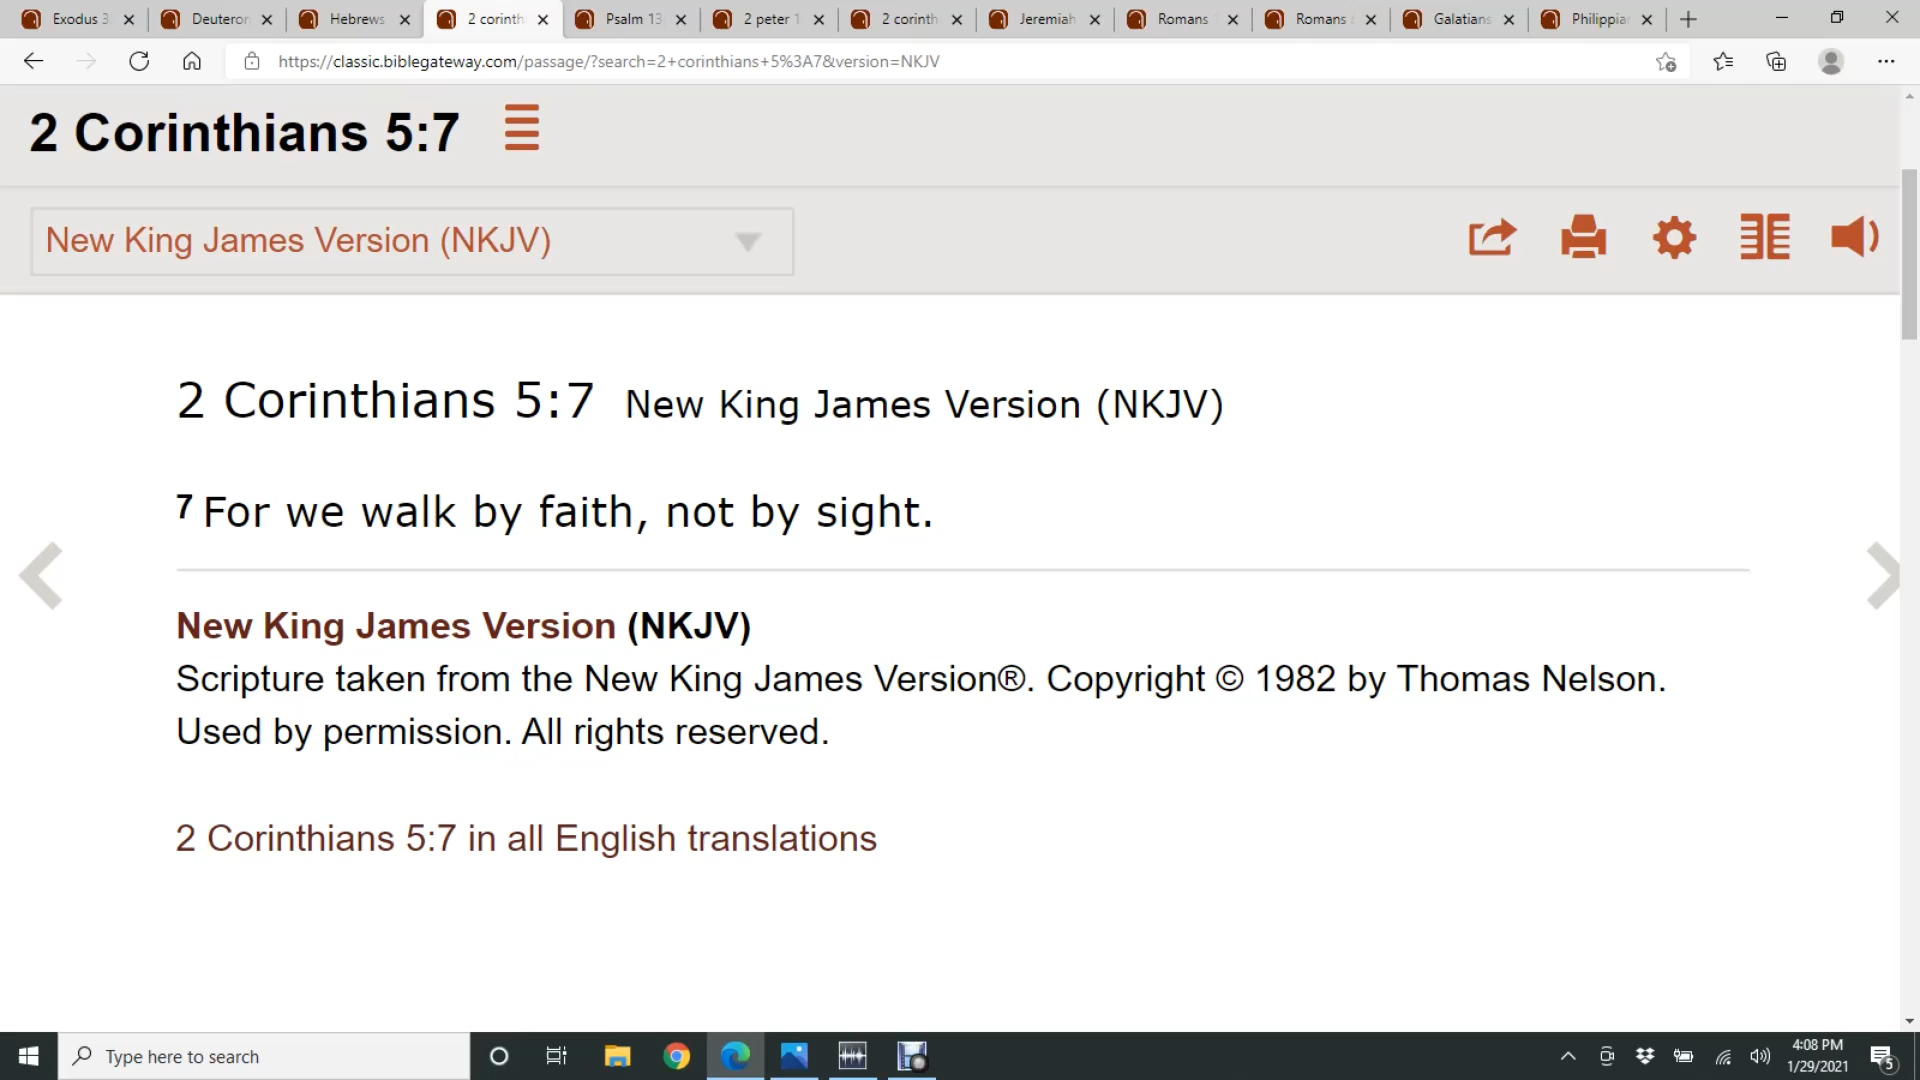 Exodus 3 Deuteron Hebrews 2 corinth Psalm 13 2 peter 1 2 corinth Jeremiah Romans Romans Galatians Philippian
https://classic.biblegateway.com/passage/?search=2+corinthians+5%3A7&version=NKJV
2 Corinthians 5:7
New King James Version (NKJV)
2 Corinthians 5:7 New King James Version (NKJV)
7 For we walk by faith, not by sight.
New King James Version (NKJV)
Scripture taken from the New King James Version®. Copyright © 1982 by Thomas Nelson.
Used by permission. All rights reserved.
2 Corinthians 5:7 in all English translations
Type here to search
4:08 PM
1/29/2021
5